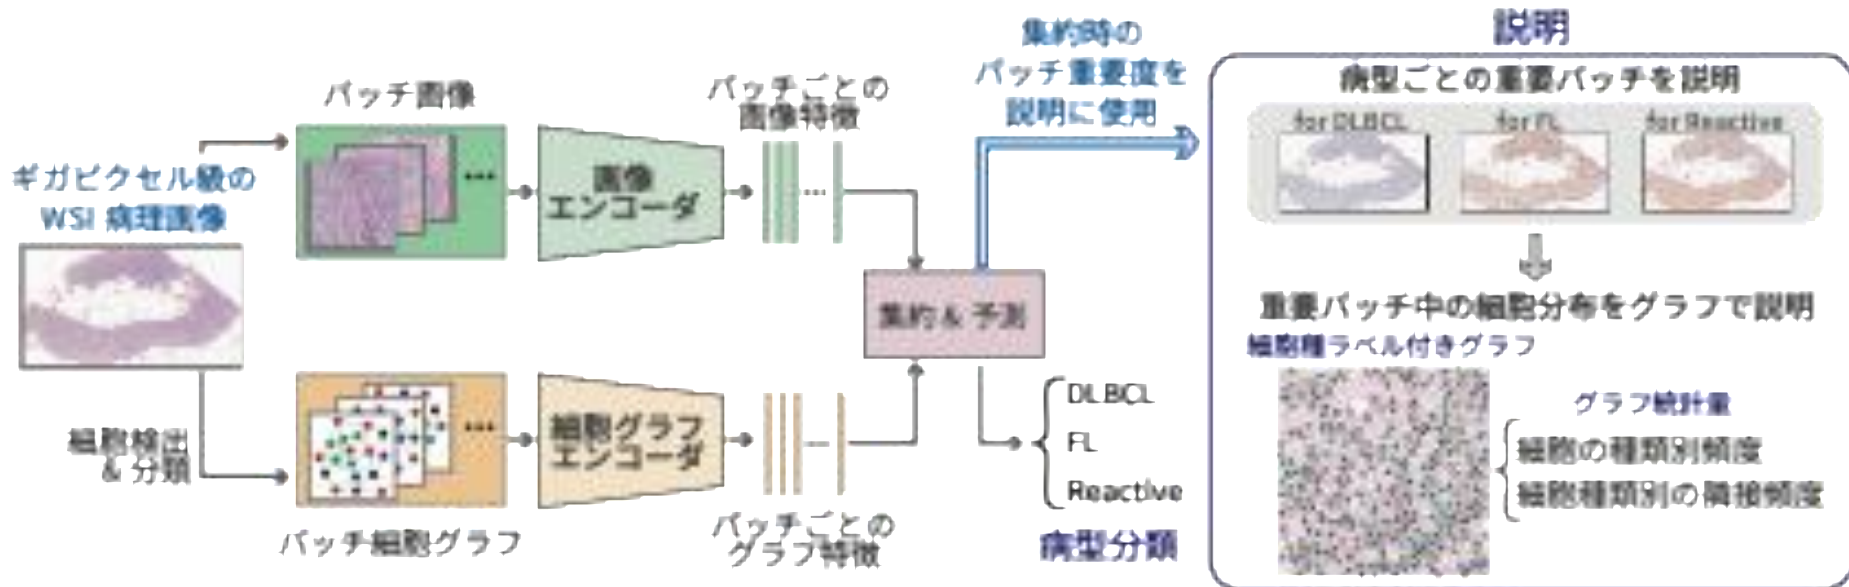 ギガピクセル級の
WSI 病理画像
細胞検出
& 分類
パッチ画像
...
画像
エンコーダ
パッチごとの
画像特徴
...
パッチ細胞グラフ
...
細胞グラフ
エンコーダ
パッチごとの
グラフ特徴
...
集約 & 予測
集約時の
パッチ重要度を
説明に使用
DLBCL
FL
Reactive
病型分類
説明
病型ごとの重要パッチを説明
for DLBCL
for FL
for Reactive
重要パッチ中の細胞分布をグラフで説明
細胞種ラベル付きグラフ
グラフ統計量
細胞の種類別頻度
細胞種類別の隣接頻度